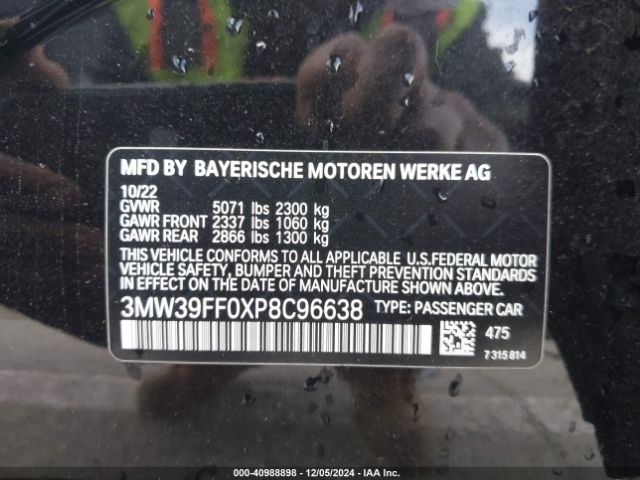 MFD BY BAYERISCHE MOTOREN WERKE AG
10/22
GVWR 5071 lbs 2300 kg
GAWR FRONT 2337 lbs 1060 kg
GAWR REAR 2866 lbs 1300 kg
THIS VEHICLE CONFORMS TO ALL APPLICABLE U.S.FEDERAL MOTOR
VEHICLE SAFETY, BUMPER AND THEFT PREVENTION STANDARDS
IN EFFECT ON THE DATE OF MANUFACTURE SHOWN ABOVE.
3MW39FF0XP8C96638 TYPE: PASSENGER CAR
475
7 315 814
000-40988898 - 12/05/2024 - IAA Inc.